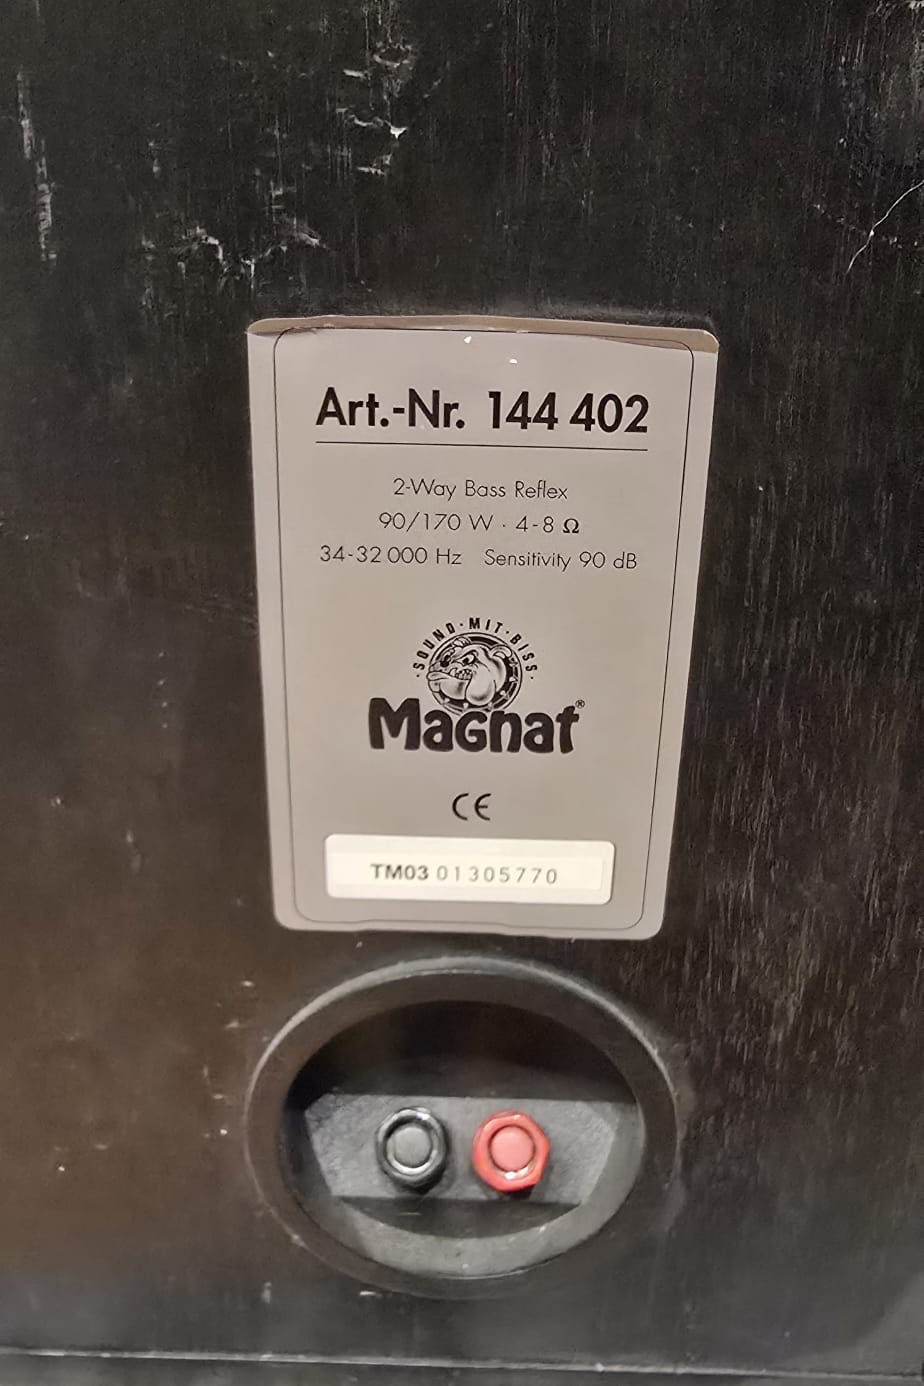 Art.-Nr. 144 402
2-Way Bass Reflex
90/170 W · 4-8 Ω
34-32 000 Hz Sensitivity 90 dB
·SOUND·MIT·BISS·
Magnat®
CE
TM03 01305770